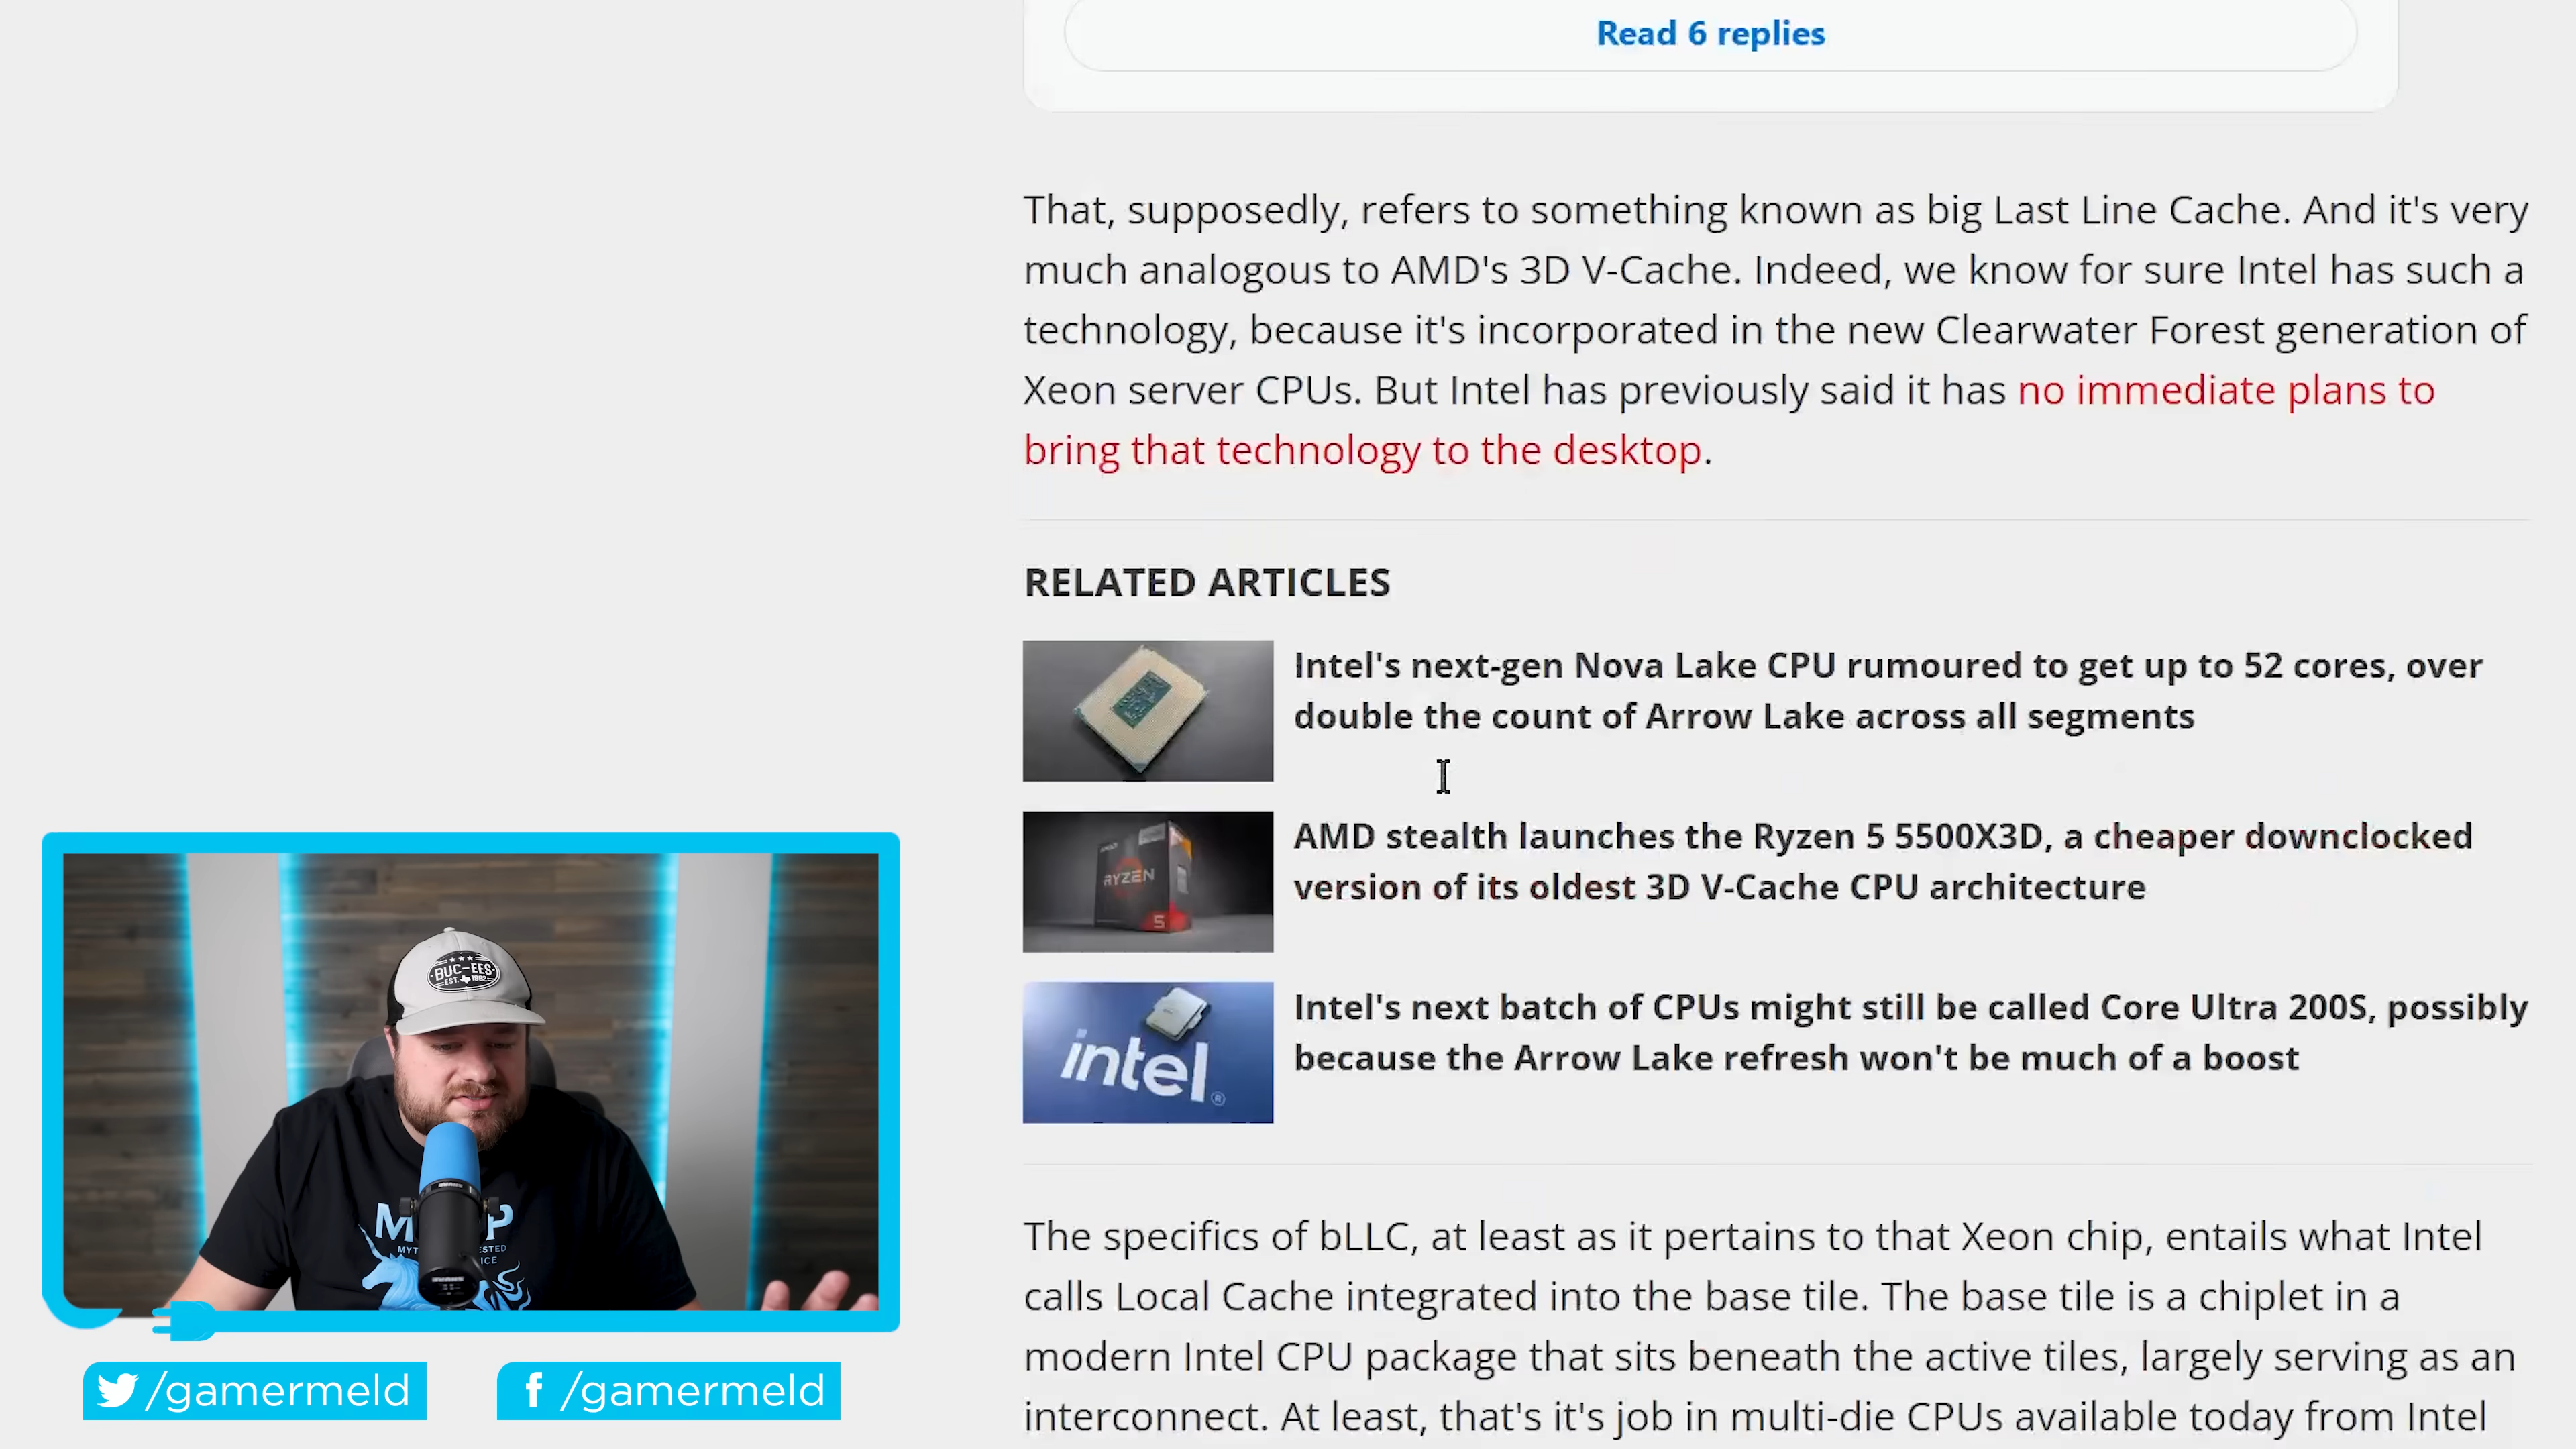 Read 6 replies
That, supposedly, refers to something known as big Last Line Cache. And it's very
much analogous to AMD's 3D V-Cache. Indeed, we know for sure Intel has such a
technology, because it's incorporated in the new Clearwater Forest generation of
Xeon server CPUs. But Intel has previously said it has no immediate plans to
bring that technology to the desktop.
RELATED ARTICLES
Intel's next-gen Nova Lake CPU rumoured to get up to 52 cores, over
double the count of Arrow Lake across all segments
RYZEN
5
AMD stealth launches the Ryzen 5 5500X3D, a cheaper downclocked
version of its oldest 3D V-Cache CPU architecture
intel®
Intel's next batch of CPUs might still be called Core Ultra 200S, possibly
because the Arrow Lake refresh won't be much of a boost
The specifics of bLLC, at least as it pertains to that Xeon chip, entails what Intel
calls Local Cache integrated into the base tile. The base tile is a chiplet in a
modern Intel CPU package that sits beneath the active tiles, largely serving as an
interconnect. At least, that's it's job in multi-die CPUs available today from Intel
BUC-EES
EST. 1982
/gamermeld
/gamermeld